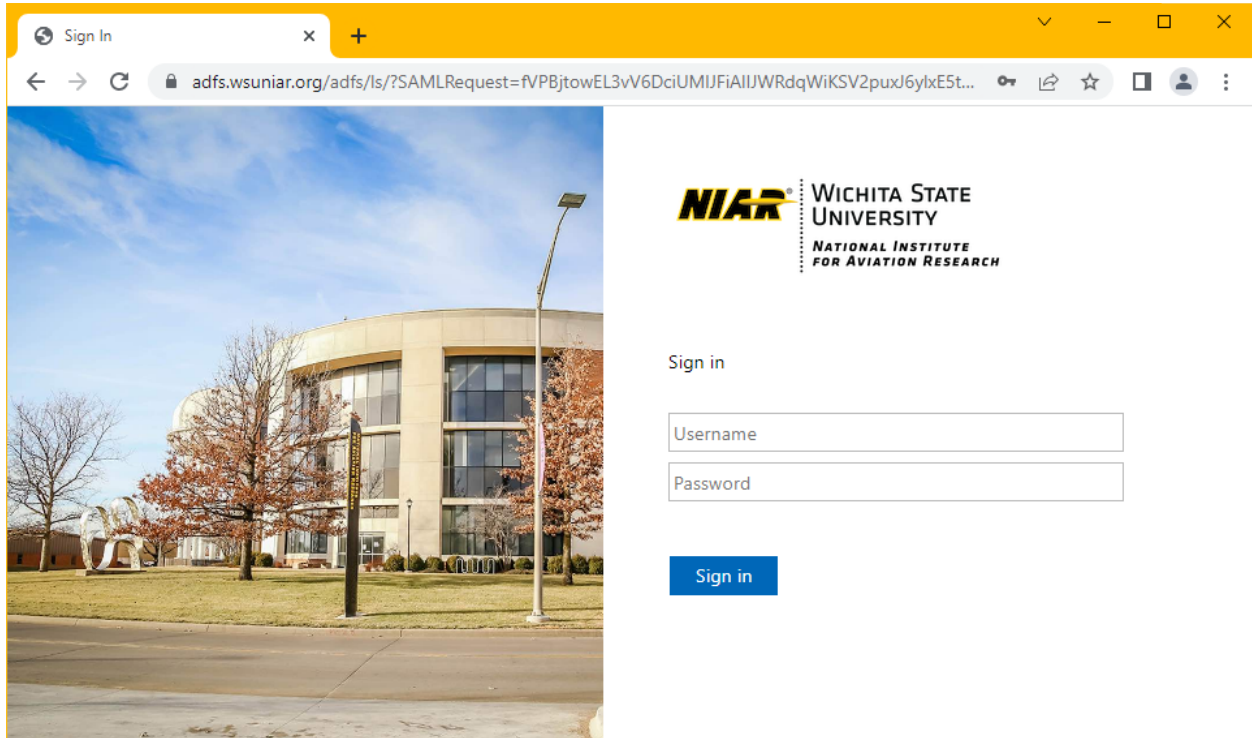 Sign In
adfs.wsuniar.org/adfs/ls/?SAMLRequest=fVPBjtowEL3vV6DciUMIJFiAIIJWRdqWiKSV2puxJ6ylxE5t...
NIAR®
WICHITA STATE
UNIVERSITY
NATIONAL INSTITUTE
FOR AVIATION RESEARCH
Sign in
Username
Password
Sign in